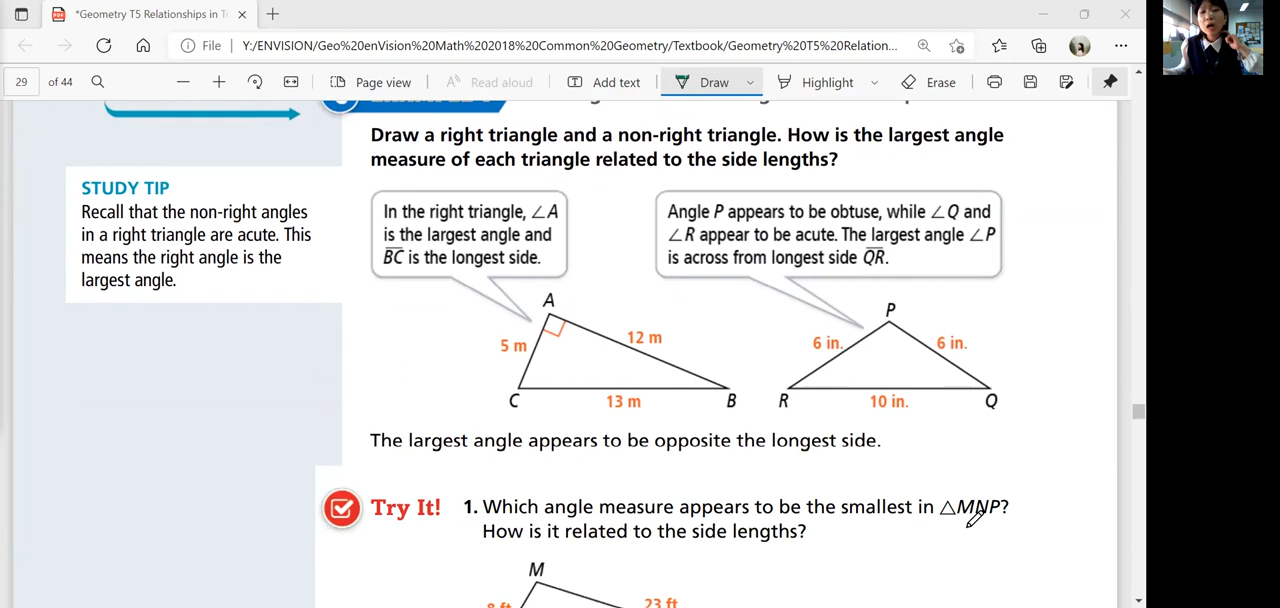 *Geometry T5 Relationships in Tr
File
Y:/ENVISION/Geo%20enVision%20Math%202018%20Common%20Geometry/Textbook/Geometry%20T5%20Relation...
29 of 44
Page view
Read aloud
Add text
Draw
Highlight
Erase
Draw a right triangle and a non-right triangle. How is the largest angle
measure of each triangle related to the side lengths?
STUDY TIP
Recall that the non-right angles
in a right triangle are acute. This
means the right angle is the
largest angle.
In the right triangle, ∠A
is the largest angle and
B̅C̅ is the longest side.
Angle P appears to be obtuse, while ∠Q and
∠R appear to be acute. The largest angle ∠P
is across from longest side Q̅R̅.
A
5 m
12 m
C
13 m
B
P
6 in.
6 in.
R
10 in.
Q
The largest angle appears to be opposite the longest side.
Try It! 1. Which angle measure appears to be the smallest in △MNP?
How is it related to the side lengths?
M
8 ft
23 ft